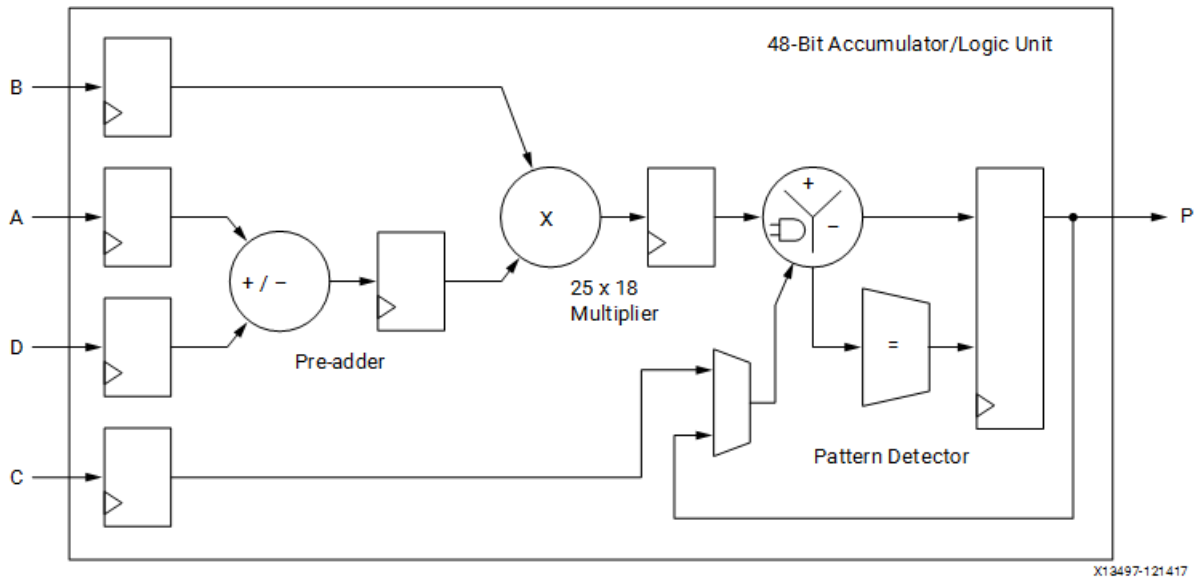 48-Bit Accumulator/Logic Unit
B
A
+ / −
D
Pre-adder
C
X
25 x 18
Multiplier
+
−
=
Pattern Detector
P
X13497-121417